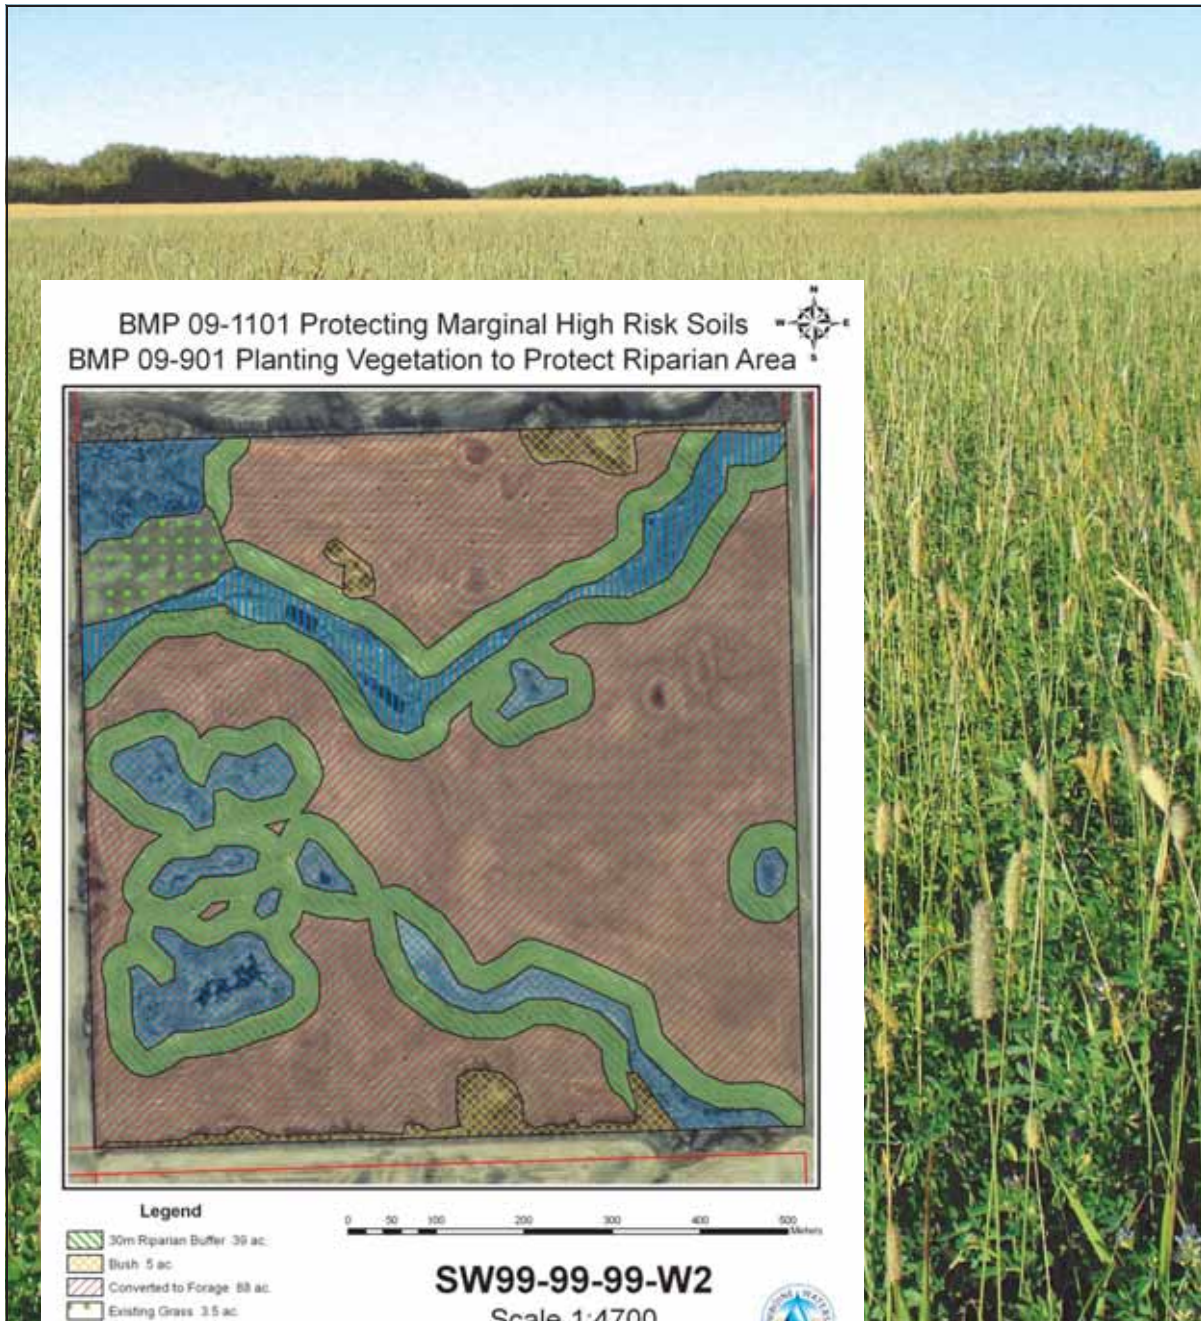 N
W E
S
BMP 09-1101 Protecting Marginal High Risk Soils
BMP 09-901 Planting Vegetation to Protect Riparian Area
Legend
30m Riparian Buffer 39 ac.
Bush 5 ac
Converted to Forage 88 ac.
Existing Grass 3.5 ac.
0 50 100 200 300 400 500
Meters
SW99-99-99-W2
Scale 1:4700